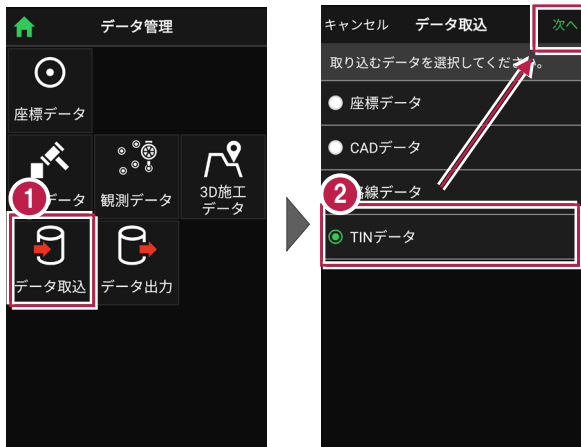 データ管理
座標データ
データ
観測データ
3D施工
データ
1
データ取込
データ出力
キャンセル
データ取込
次へ
取り込むデータを選択してください。
座標データ
CADデータ
2
路線データ
TINデータ